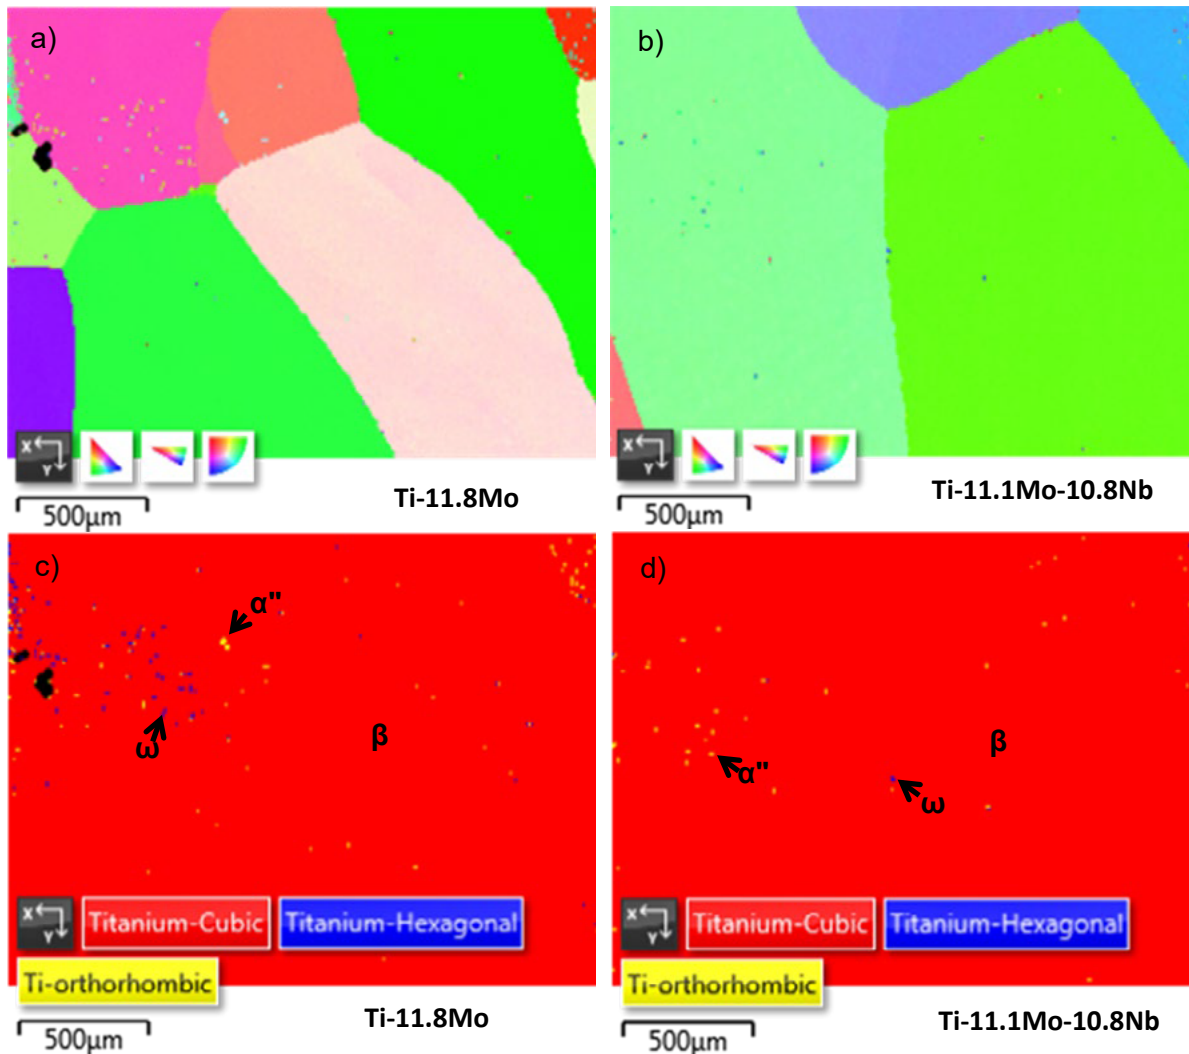 a)
b)
X
Y
500µm
Ti-11.8Mo
X
Y
500µm
Ti-11.1Mo-10.8Nb
c)
α"
ω
β
X
Y
Titanium-Cubic
Titanium-Hexagonal
Ti-orthorhombic
500µm
Ti-11.8Mo
d)
β
α"
ω
X
Y
Titanium-Cubic
Titanium-Hexagonal
Ti-orthorhombic
500µm
Ti-11.1Mo-10.8Nb